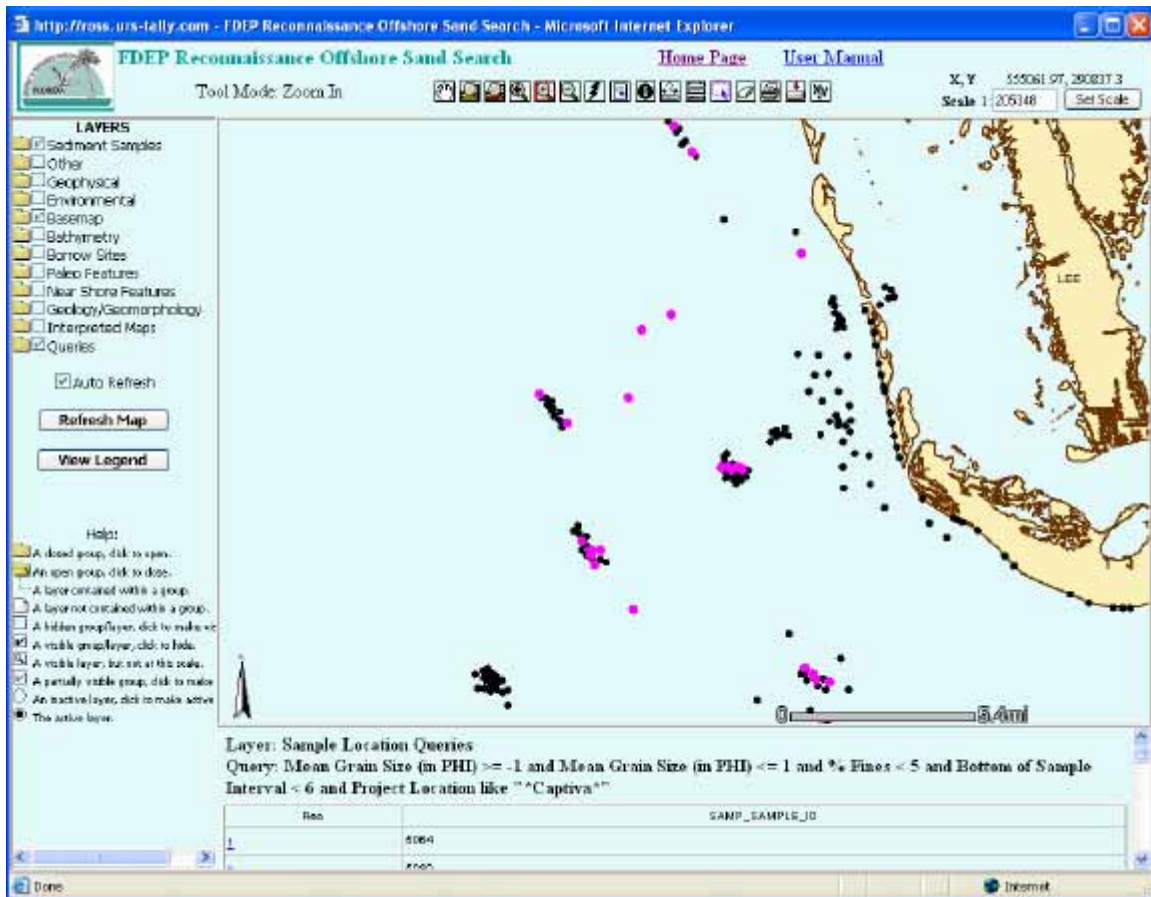 http://ross.urs-tally.com - FDEP Reconnaissance Offshore Sand Search - Microsoft Internet Explorer
FDEP Reconnaissance Offshore Sand Search Home Page User Manual
FLORIDA
Tool Mode: Zoom In
X, Y 555061.97, 290837.3
Scale 1: 205348 Set Scale
LAYERS
Sediment Samples
Other
Geophysical
Environmental
Basemap
Bathymetry
Borrow Sites
Paleo Features
Near Shore Features
Geology/Geomorphology
Interpreted Maps
Queries
Auto Refresh
Refresh Map
View Legend
Help:
A closed group, click to open.
An open group, click to close.
A layer contained within a group.
A layer not contained within a group.
A hidden group/layer, click to make vi
A visible group/layer, click to hide.
A visible layer, but not at this scale.
A partially visible group, click to make
An inactive layer, click to make active
The active layer.
LEE
0 5.4mi
Layer: Sample Location Queries
Query: Mean Grain Size (in PHI) >= -1 and Mean Grain Size (in PHI) <= 1 and % Fines < 5 and Bottom of Sample
Interval < 6 and Project Location like "*Captiva*"
Rec SAMP_SAMPLE_ID
1 6064
Done Internet